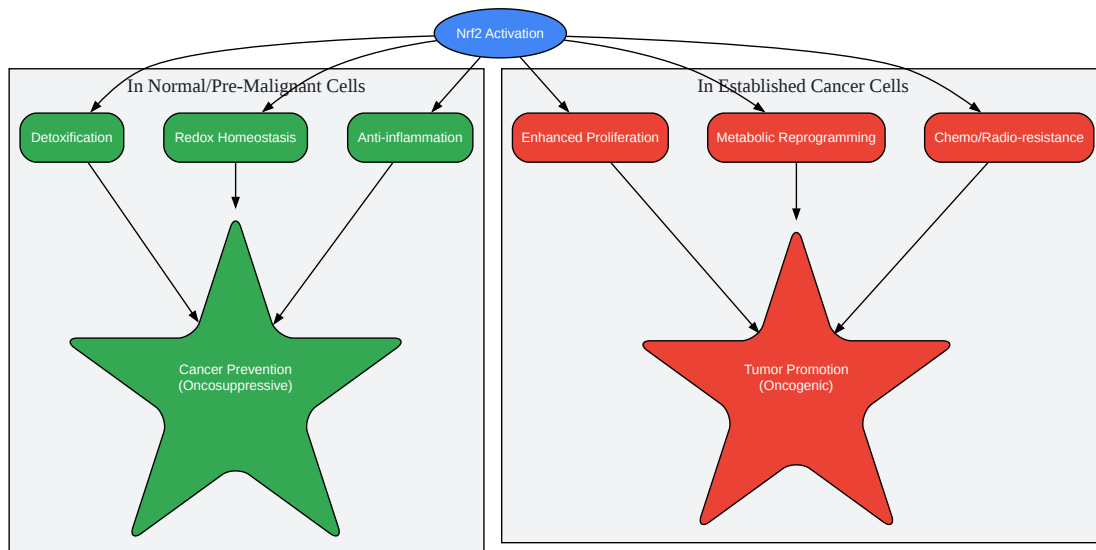 Nrf2 Activation
In Normal/Pre-Malignant Cells
In Established Cancer Cells
Detoxification
Redox Homeostasis
Anti-inflammation
Enhanced Proliferation
Metabolic Reprogramming
Chemo/Radio-resistance
Cancer Prevention
(Oncosuppressive)
Tumor Promotion
(Oncogenic)